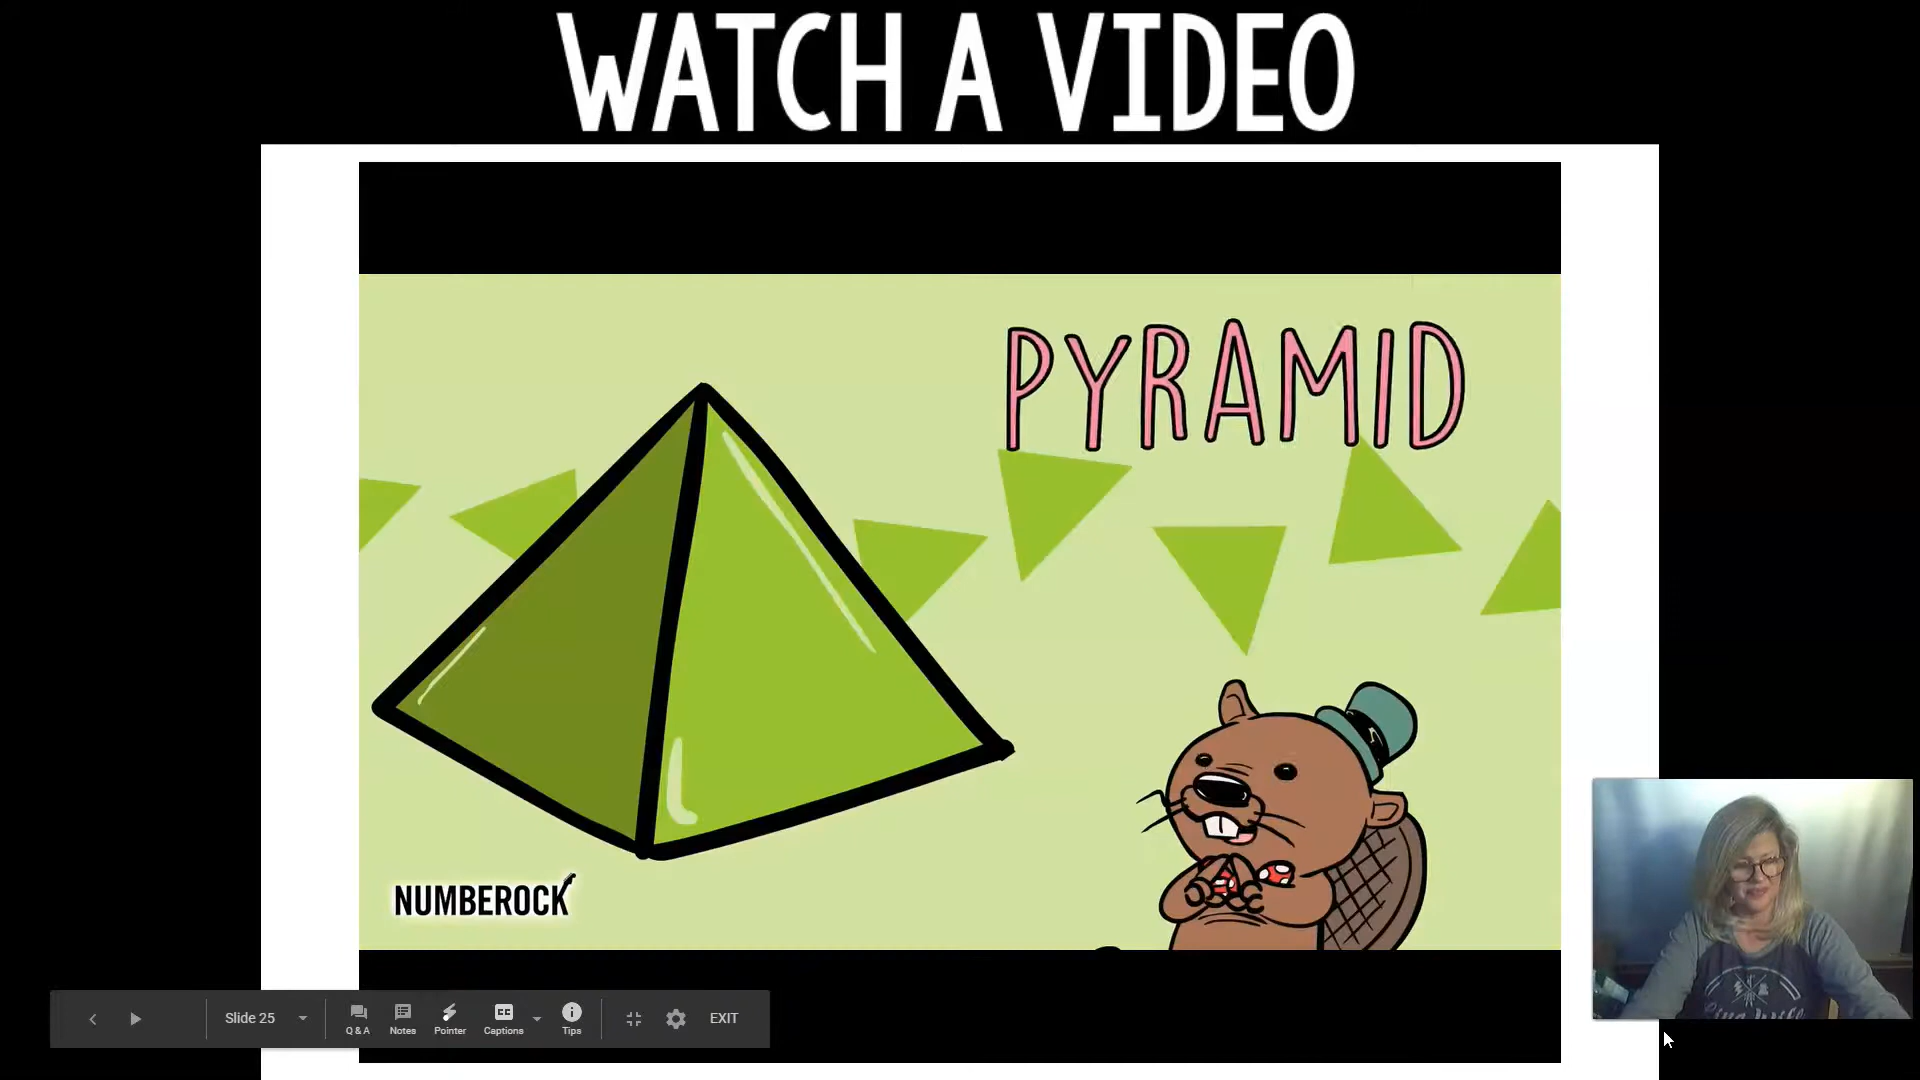 WATCH A VIDEO
PYRAMID
NUMBEROCK
Slide 25
Q & A
Notes
Pointer
Captions
Tips
EXIT